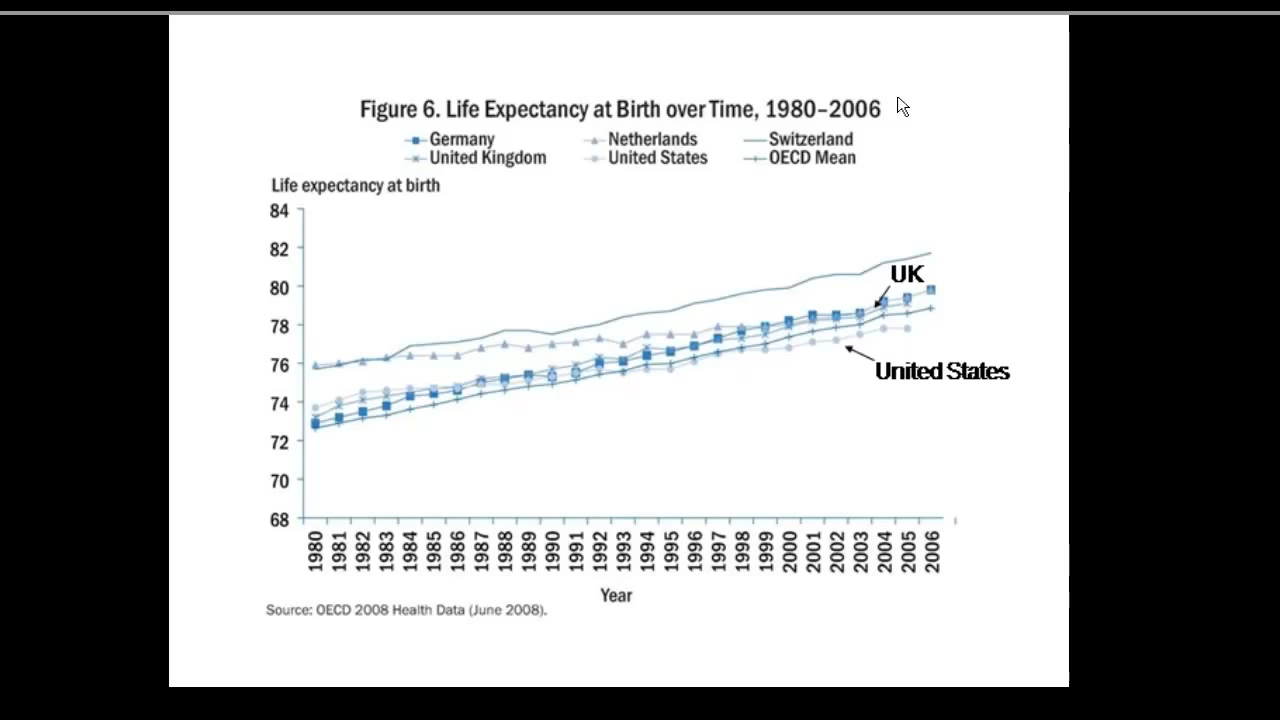 Figure 6. Life Expectancy at Birth over Time, 1980–2006
Germany Netherlands Switzerland
United Kingdom United States OECD Mean
Life expectancy at birth
84
82
80
78
76
74
72
70
68
UK
United States
1980 1981 1982 1983 1984 1985 1986 1987 1988 1989 1990 1991 1992 1993 1994 1995 1996 1997 1998 1999 2000 2001 2002 2003 2004 2005 2006
Year
Source: OECD 2008 Health Data (June 2008).